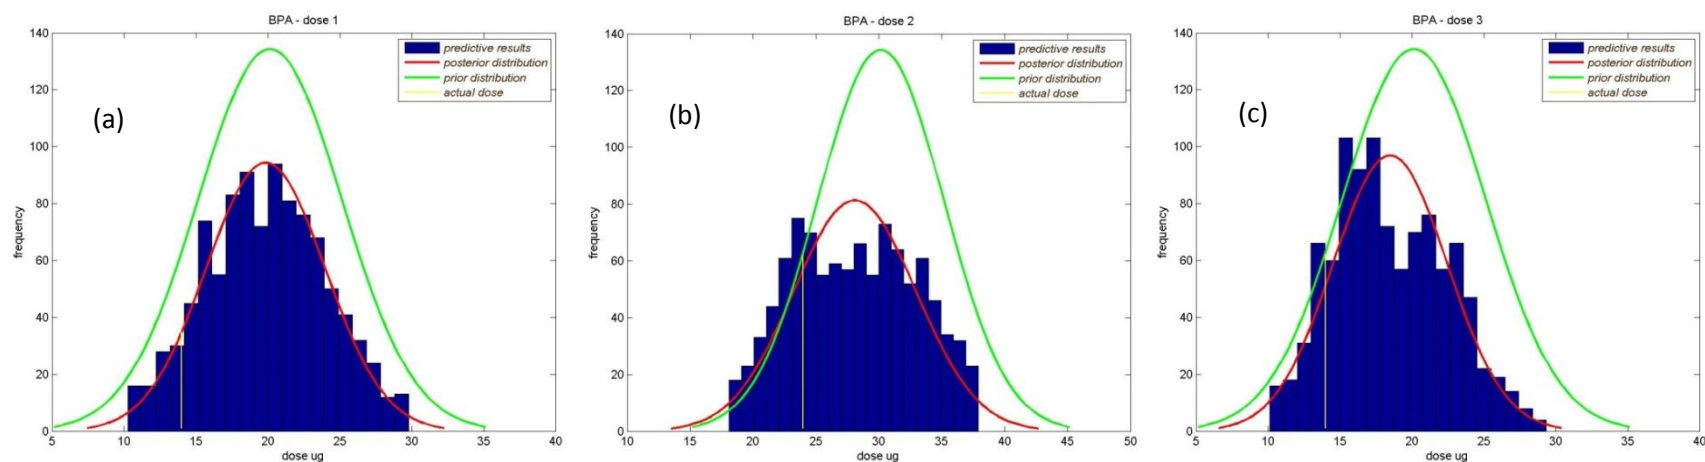 BPA - dose 1
140
120
100
80
60
40
20
0
frequency
(a)
predictive results
posterior distribution
prior distribution
actual dose
5 10 15 20 25 30 35 40
dose ug
BPA - dose 2
140
120
100
80
60
40
20
0
frequency
(b)
predictive results
posterior distribution
prior distribution
actual dose
10 15 20 25 30 35 40 45 50
dose ug
BPA - dose 3
140
120
100
80
60
40
20
0
frequency
(c)
predictive results
posterior distribution
prior distribution
actual dose
5 10 15 20 25 30 35 40
dose ug